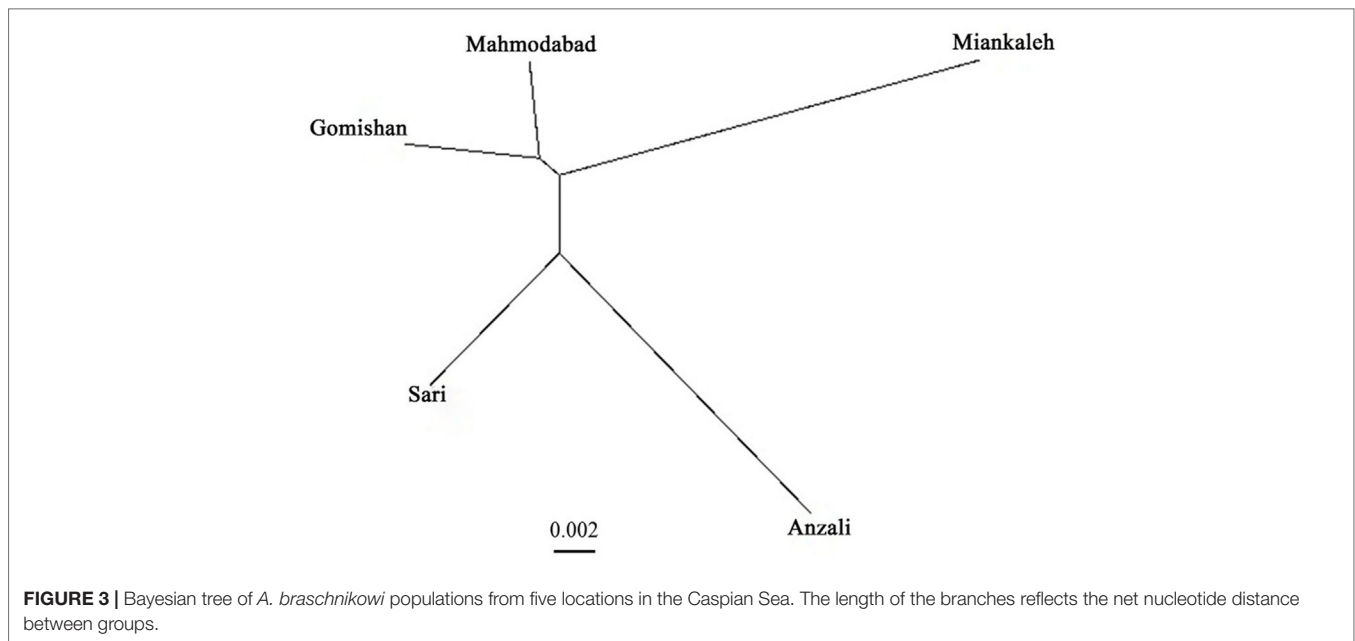 Mahmodabad
Miankaleh
Gomishan
Sari
Anzali
0.002
FIGURE 3 | Bayesian tree of A. braschnikowi populations from five locations in the Caspian Sea. The length of the branches reflects the net nucleotide distance
between groups.